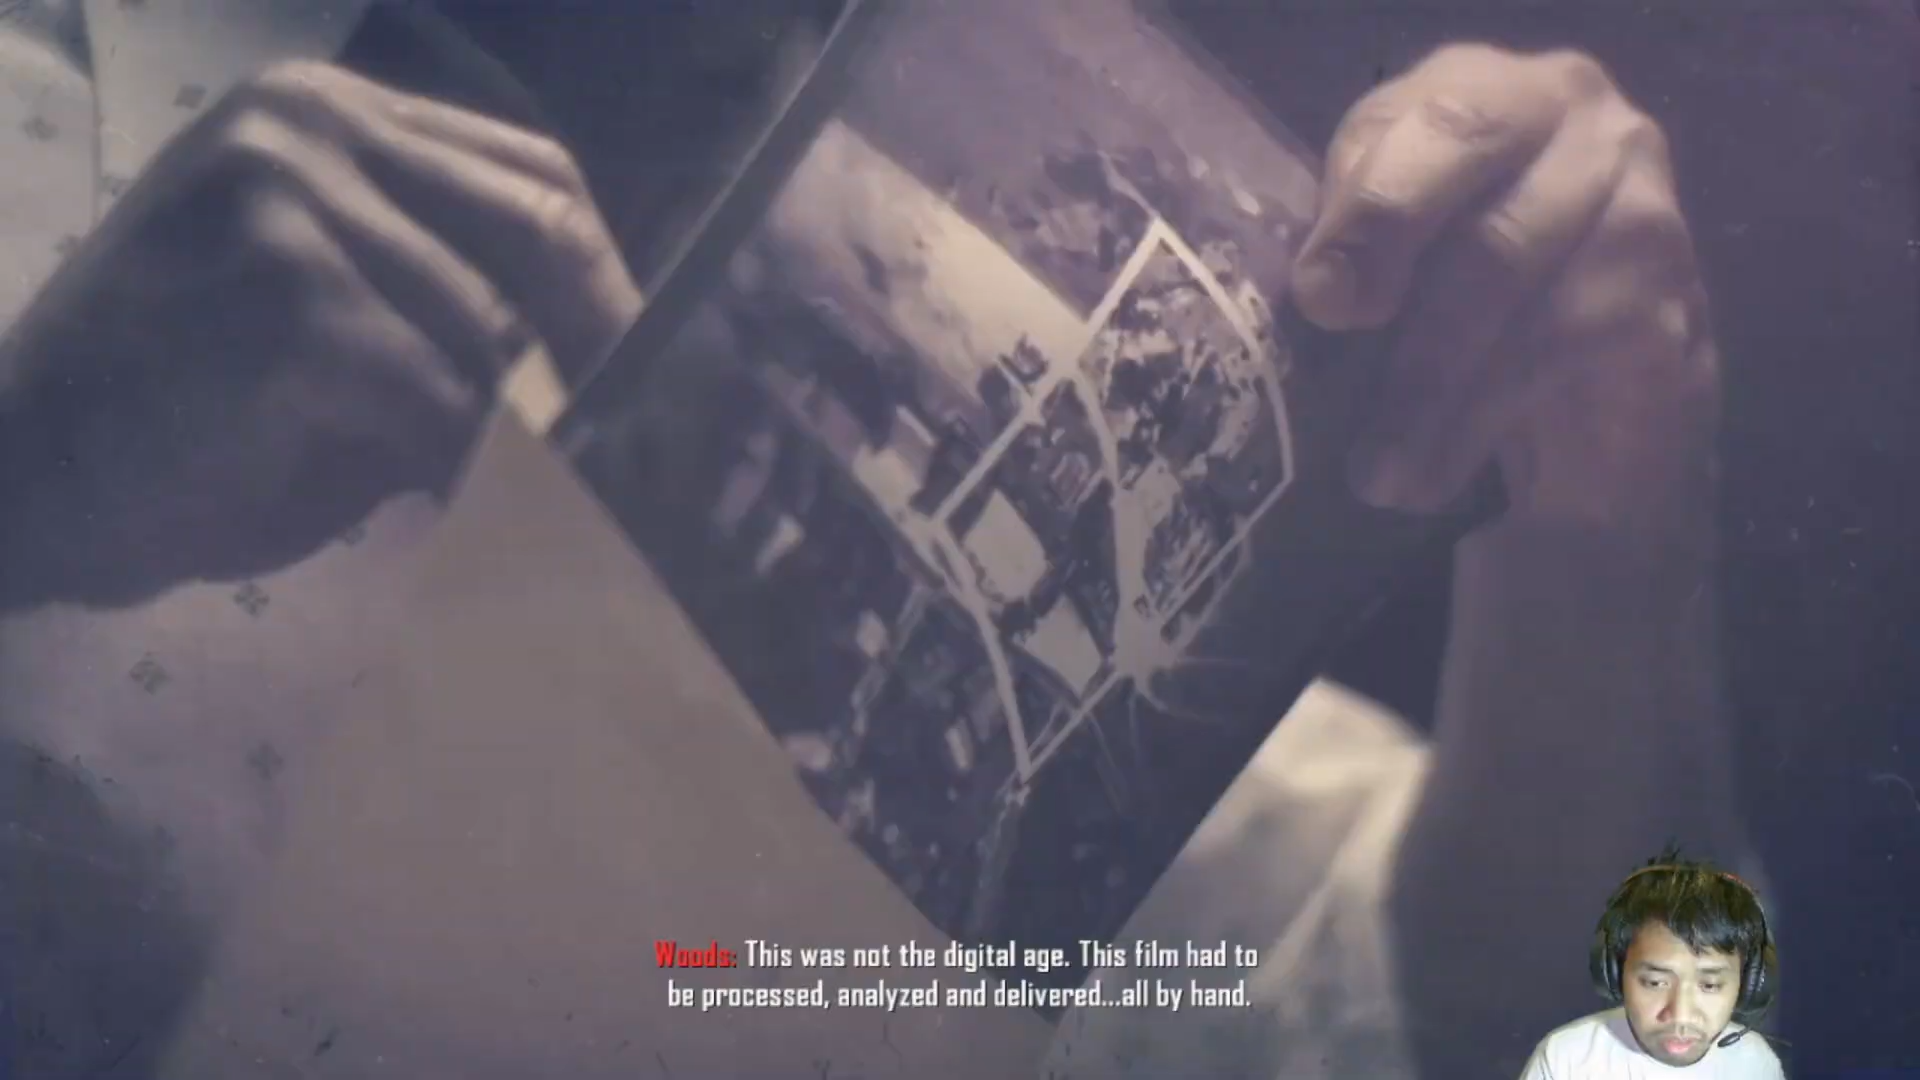 Woods: This was not the digital age. This film had to
be processed, analyzed and delivered...all by hand.